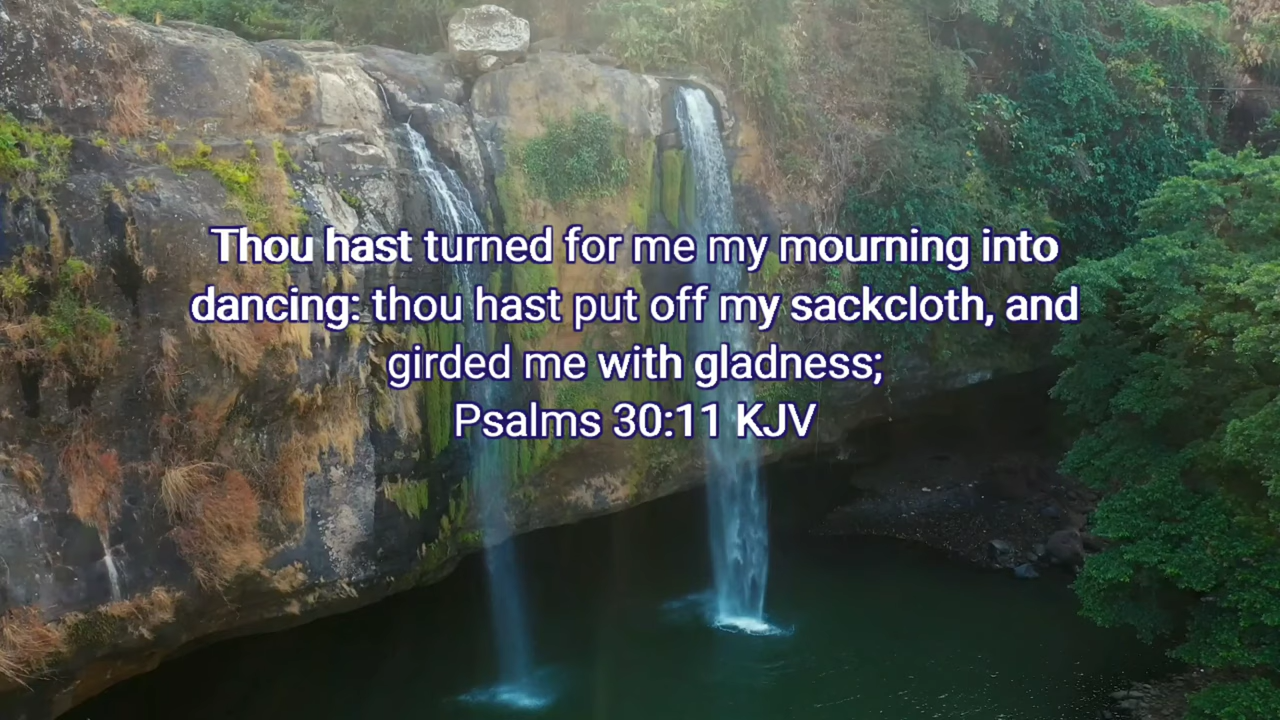 Thou hast turned for me my mourning into
dancing: thou hast put off my sackcloth, and
girded me with gladness;
Psalms 30:11 KJV